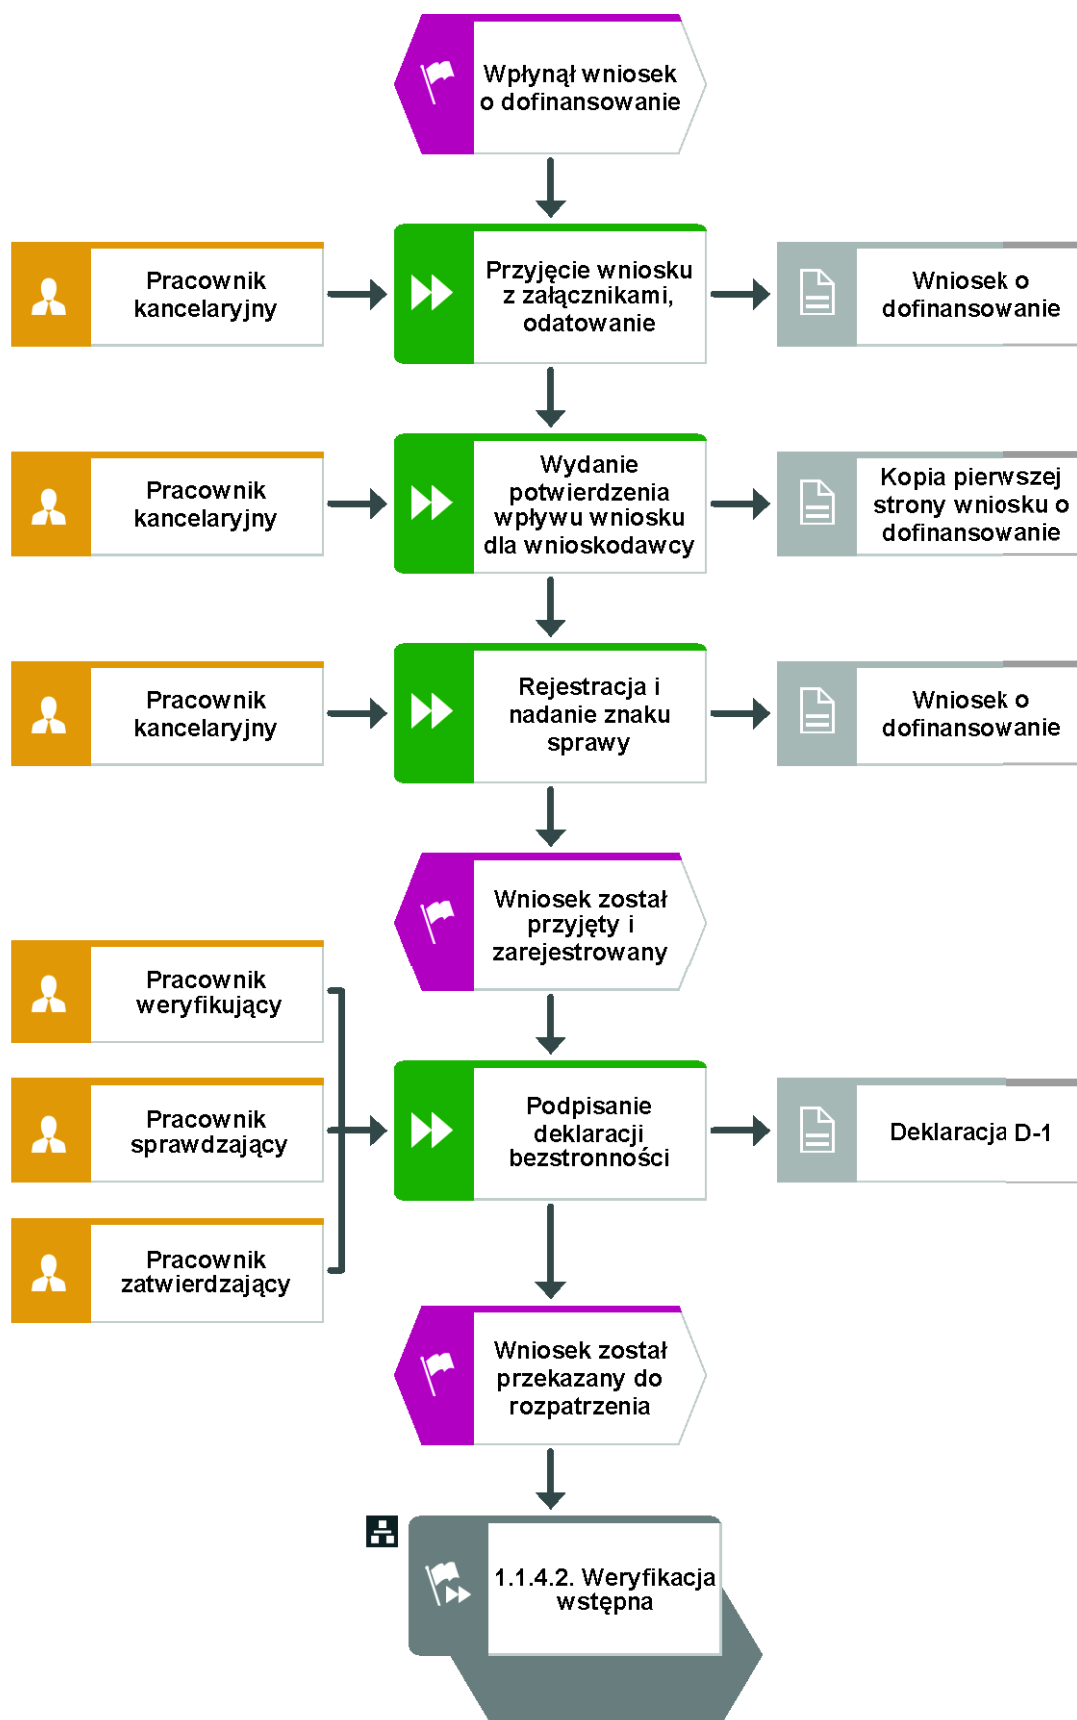 Wpłynął wniosek
o dofinansowanie
Pracownik
kancelaryjny
Przyjęcie wniosku
z załącznikami,
odatowanie
Wniosek o
dofinansowanie
Pracownik
kancelaryjny
Wydanie
potwierdzenia
wpływu wniosku
dla wnioskodawcy
Kopia pierwszej
strony wniosku o
dofinansowanie
Pracownik
kancelaryjny
Rejestracja i
nadanie znaku
sprawy
Wniosek o
dofinansowanie
Wniosek został
przyjęty i
zarejestrowany
Pracownik
weryfikujący
Pracownik
sprawdzający
Pracownik
zatwierdzający
Podpisanie
deklaracji
bezstronności
Deklaracja D-1
Wniosek został
przekazany do
rozpatrzenia
1.1.4.2. Weryfikacja
wstępna